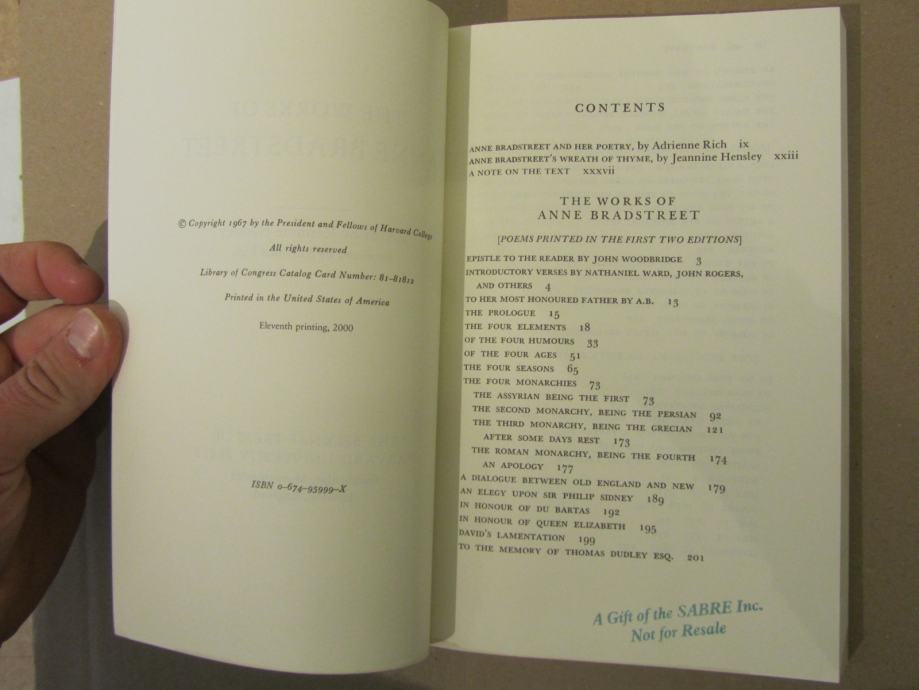 © Copyright 1967 by the President and Fellows of Harvard College
All rights reserved
Library of Congress Catalog Card Number: 81-81812
Printed in the United States of America
Eleventh printing, 2000
ISBN 0-674-95999-X
CONTENTS
ANNE BRADSTREET AND HER POETRY, by Adrienne Rich ix
ANNE BRADSTREET'S WREATH OF THYME, by Jeannine Hensley xxiii
A NOTE ON THE TEXT xxxvii
THE WORKS OF
ANNE BRADSTREET
[POEMS PRINTED IN THE FIRST TWO EDITIONS]
EPISTLE TO THE READER BY JOHN WOODBRIDGE 3
INTRODUCTORY VERSES BY NATHANIEL WARD, JOHN ROGERS,
AND OTHERS 4
TO HER MOST HONOURED FATHER BY A.B. 13
THE PROLOGUE 15
THE FOUR ELEMENTS 18
OF THE FOUR HUMOURS 33
OF THE FOUR AGES 51
THE FOUR SEASONS 65
THE FOUR MONARCHIES 73
THE ASSYRIAN BEING THE FIRST 73
THE SECOND MONARCHY, BEING THE PERSIAN 92
THE THIRD MONARCHY, BEING THE GRECIAN 121
AFTER SOME DAYS REST 173
THE ROMAN MONARCHY, BEING THE FOURTH 174
AN APOLOGY 177
A DIALOGUE BETWEEN OLD ENGLAND AND NEW 179
AN ELEGY UPON SIR PHILIP SIDNEY 189
IN HONOUR OF DU BARTAS 192
IN HONOUR OF QUEEN ELIZABETH 195
DAVID'S LAMENTATION 199
TO THE MEMORY OF THOMAS DUDLEY ESQ. 201
A Gift of the SABRE Inc.
Not for Resale